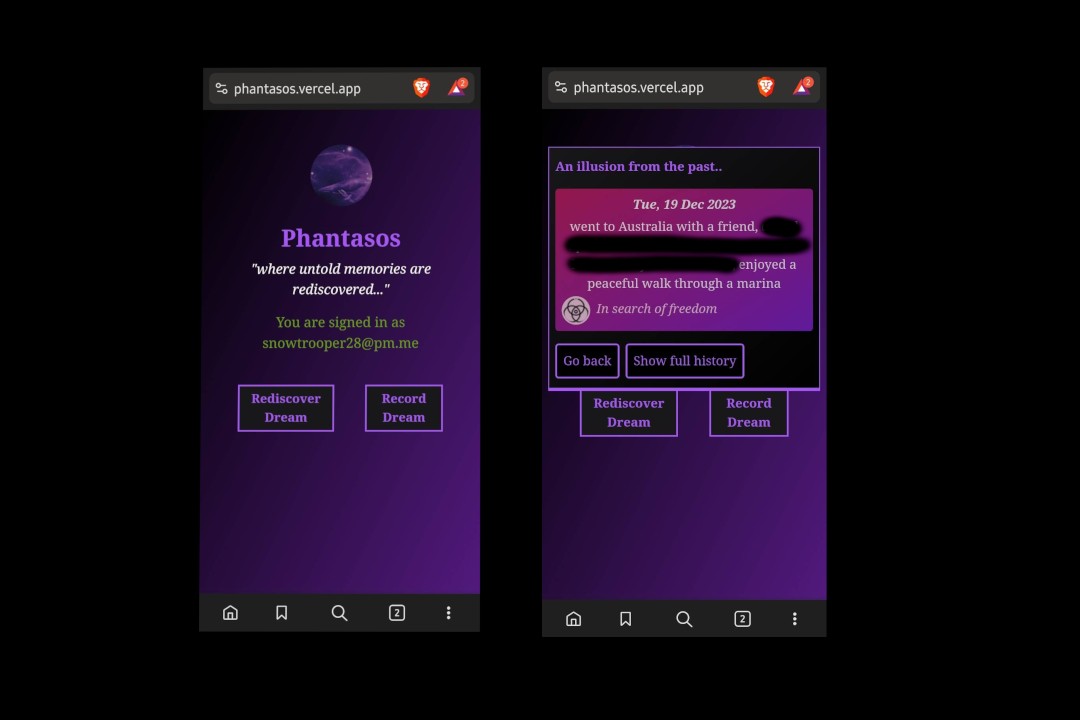 phantasos.vercel.app
2
Phantasos
"where untold memories are
rediscovered..."
You are signed in as
snowtrooper28@pm.me
Rediscover
Dream
Record
Dream
2
phantasos.vercel.app
2
An illusion from the past..
Tue, 19 Dec 2023
went to Australia with a friend,
enjoyed a
peaceful walk through a marina
In search of freedom
Go back
Show full history
Rediscover
Dream
Record
Dream
2